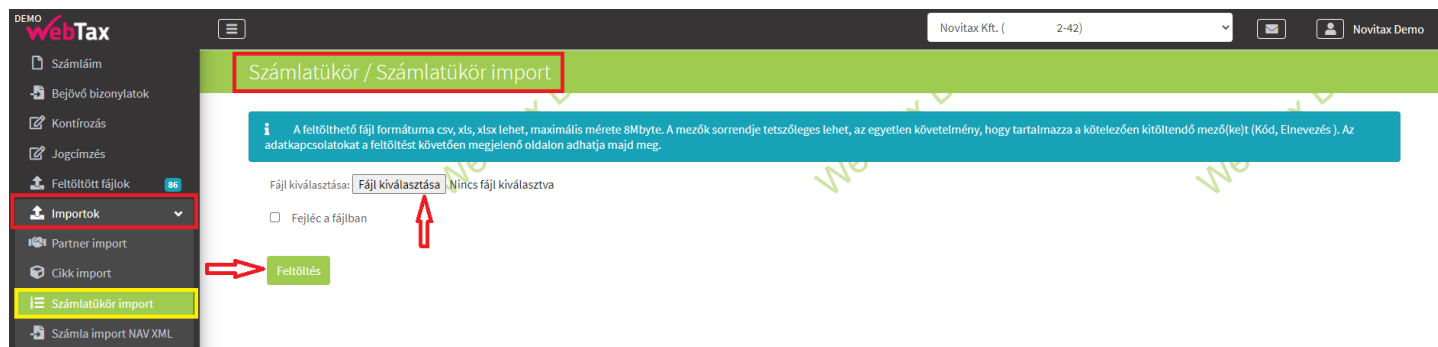 DEMO
WebTax
Novitax Kft. ( 2-42)
Novitax Demo
Számláim
Bejövő bizonylatok
Kontírozás
Jogcímzés
Feltöltött fájlok 86
Importok
Partner import
Cikk import
Számlatükör import
Számla import NAV XML
Számlatükör / Számlatükör import
A feltölthető fájl formátuma csv, xls, xlsx lehet, maximális mérete 8Mbyte. A mezők sorrendje tetszőleges lehet, az egyetlen követelmény, hogy tartalmazza a kötelezően kitöltendő mező(ke)t (Kód, Elnevezés ). Az
adatkapcsolatokat a feltöltést követően megjelenő oldalon adhatja majd meg.
Fájl kiválasztása: Fájl kiválasztása Nincs fájl kiválasztva
Fejléc a fájlban
Feltöltés